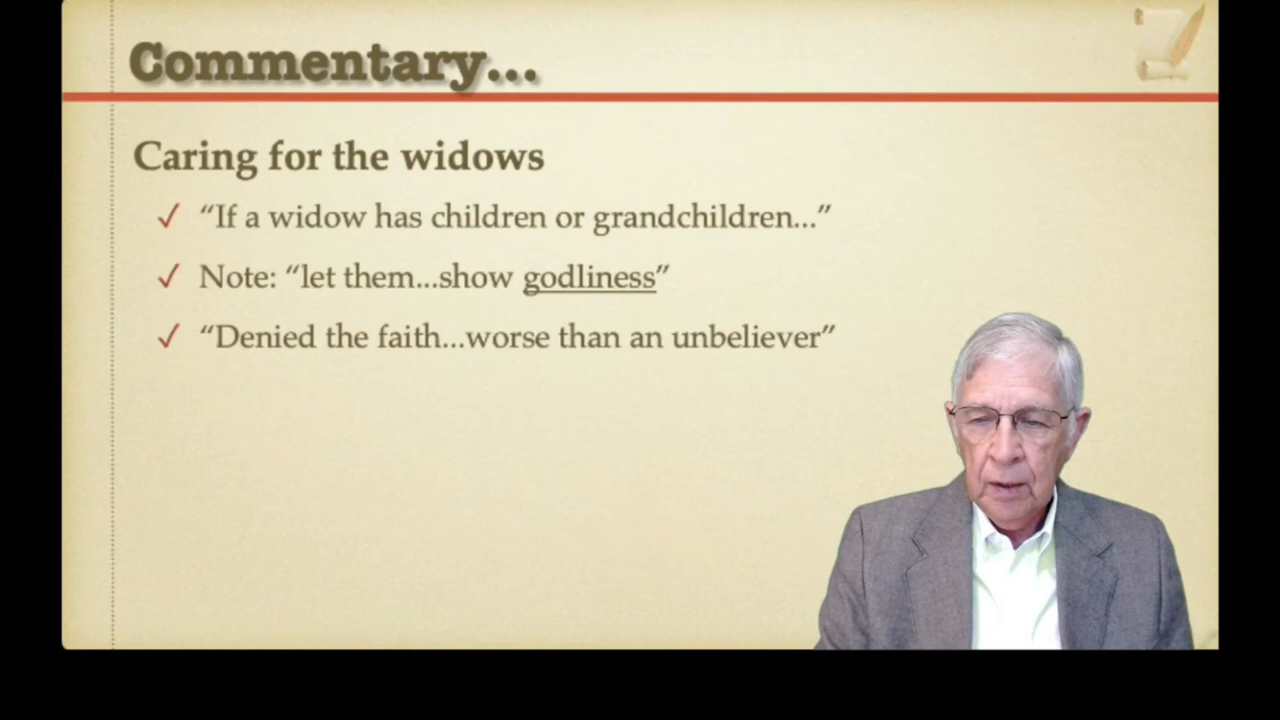 Commentary...
Caring for the widows
✓ “If a widow has children or grandchildren...”
✓ Note: “let them...show godliness”
✓ “Denied the faith...worse than an unbeliever”